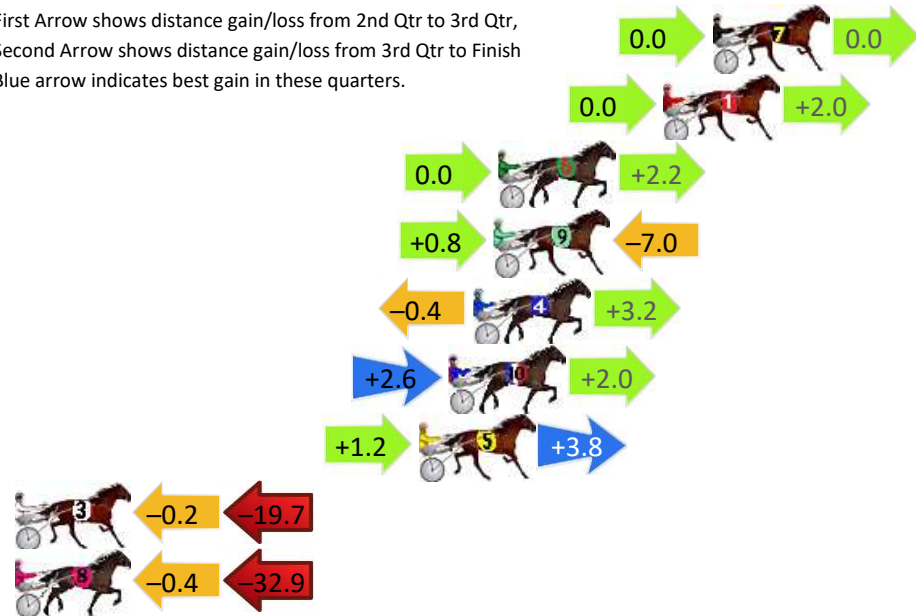 First Arrow shows distance gain/loss from 2nd Qtr to 3rd Qtr,
Second Arrow shows distance gain/loss from 3rd Qtr to Finish
Blue arrow indicates best gain in these quarters.
0.0 7 0.0
0.0 1 +2.0
0.0 6 +2.2
+0.8 9 –7.0
–0.4 4 +3.2
+2.6 10 +2.0
+1.2 5 +3.8
3 –0.2 –19.7
8 –0.4 –32.9